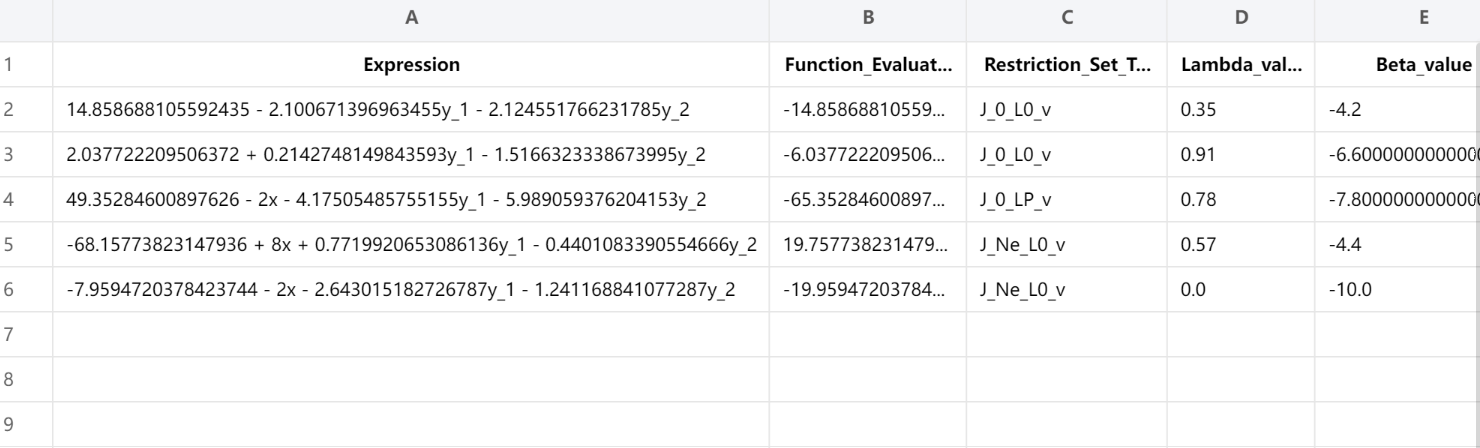 A B C D E
1 Expression Function_Evaluat... Restriction_Set_T... Lambda_val... Beta_value
2 14.858688105592435 - 2.100671396963455y_1 - 2.124551766231785y_2 -14.85868810559... J_0_L0_v 0.35 -4.2
3 2.037722209506372 + 0.2142748149843593y_1 - 1.5166323338673995y_2 -6.037722209506... J_0_L0_v 0.91 -6.6000000000000
4 49.35284600897626 - 2x - 4.17505485755155y_1 - 5.989059376204153y_2 -65.35284600897... J_0_LP_v 0.78 -7.8000000000000
5 -68.15773823147936 + 8x + 0.7719920653086136y_1 - 0.4401083390554666y_2 19.757738231479... J_Ne_L0_v 0.57 -4.4
6 -7.9594720378423744 - 2x - 2.643015182726787y_1 - 1.241168841077287y_2 -19.95947203784... J_Ne_L0_v 0.0 -10.0
7
8
9